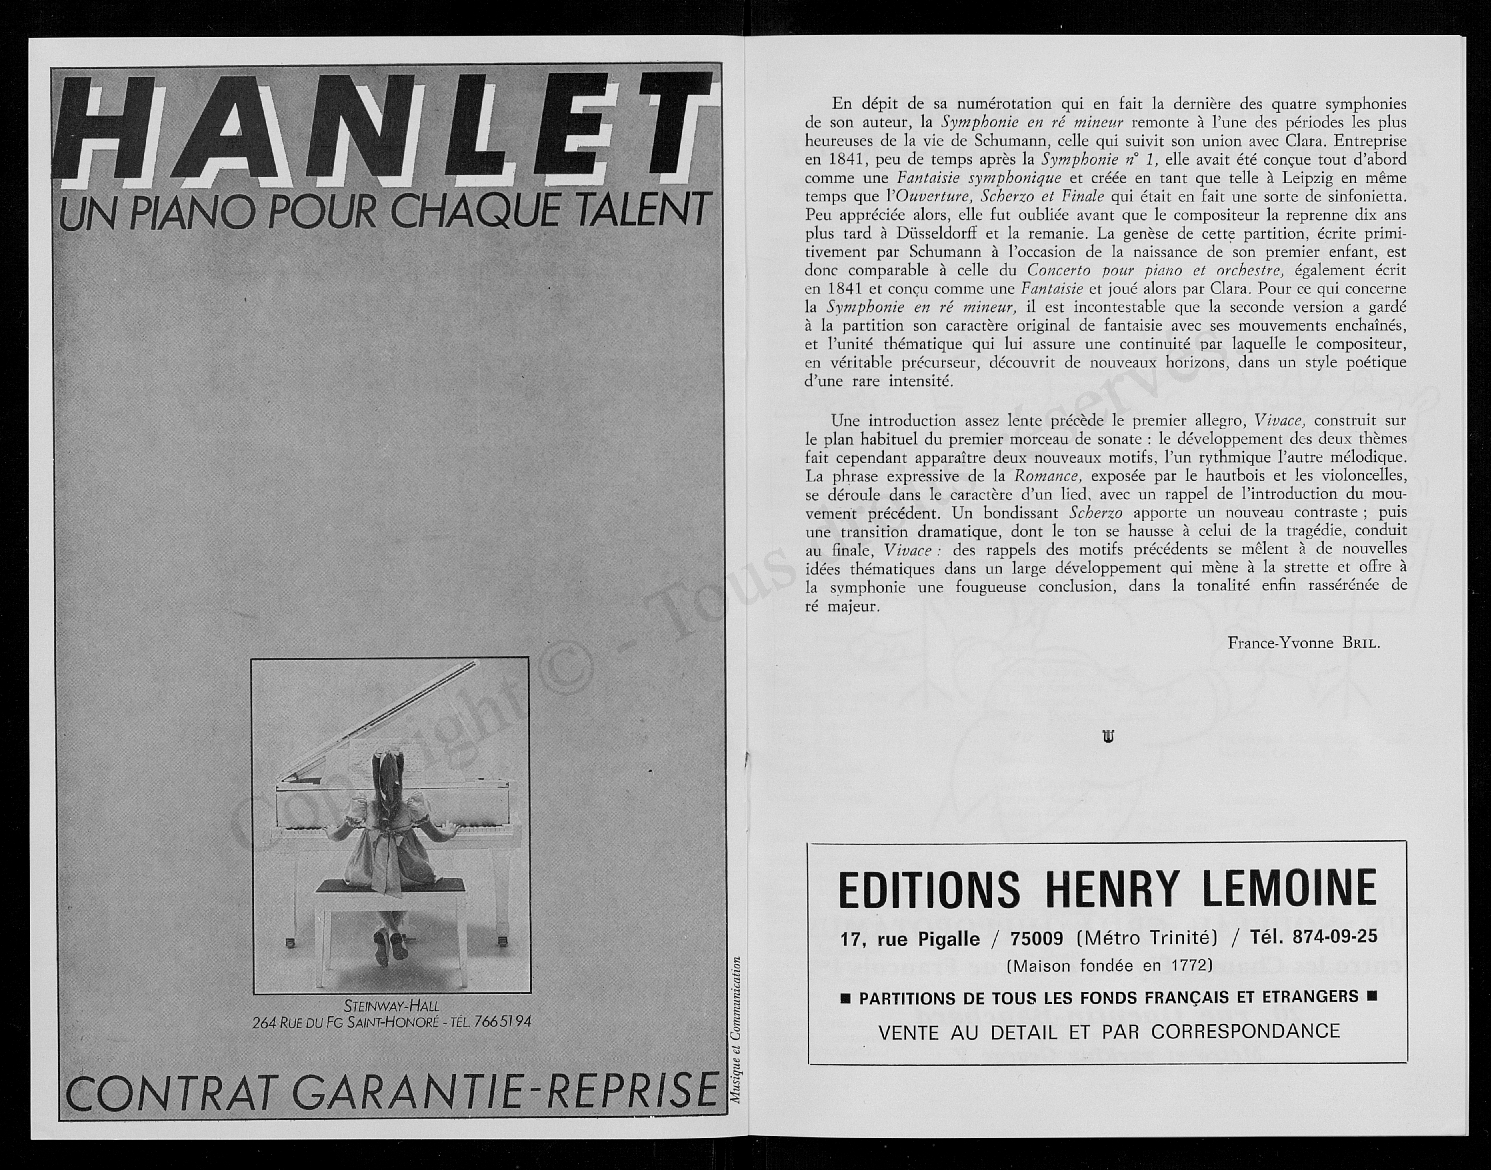 HANLET
UN PIANO POUR CHAQUE TALENT
STEINWAY-HALL
264 RUE DU FG SAINT-HONORÉ - TÉL. 766 51 94
CONTRAT GARANTIE-REPRISE
Musique et Communication
En dépit de sa numérotation qui en fait la dernière des quatre symphonies
de son auteur, la Symphonie en ré mineur remonte à l'une des périodes les plus
heureuses de la vie de Schumann, celle qui suivit son union avec Clara. Entreprise
en 1841, peu de temps après la Symphonie n° 1, elle avait été conçue tout d'abord
comme une Fantaisie symphonique et créée en tant que telle à Leipzig en même
temps que l'Ouverture, Scherzo et Finale qui était en fait une sorte de sinfonietta.
Peu appréciée alors, elle fut oubliée avant que le compositeur la reprenne dix ans
plus tard à Düsseldorff et la remanie. La genèse de cette partition, écrite primi-
tivement par Schumann à l'occasion de la naissance de son premier enfant, est
donc comparable à celle du Concerto pour piano et orchestre, également écrit
en 1841 et conçu comme une Fantaisie et joué alors par Clara. Pour ce qui concerne
la Symphonie en ré mineur, il est incontestable que la seconde version a gardé
à la partition son caractère original de fantaisie avec ses mouvements enchaînés,
et l'unité thématique qui lui assure une continuité par laquelle le compositeur,
en véritable précurseur, découvrit de nouveaux horizons, dans un style poétique
d'une rare intensité.
Une introduction assez lente précède le premier allegro, Vivace, construit sur
le plan habituel du premier morceau de sonate : le développement des deux thèmes
fait cependant apparaître deux nouveaux motifs, l'un rythmique l'autre mélodique.
La phrase expressive de la Romance, exposée par le hautbois et les violoncelles,
se déroule dans le caractère d'un lied, avec un rappel de l'introduction du mou-
vement précédent. Un bondissant Scherzo apporte un nouveau contraste ; puis
une transition dramatique, dont le ton se hausse à celui de la tragédie, conduit
au finale, Vivace : des rappels des motifs précédents se mêlent à de nouvelles
idées thématiques dans un large développement qui mène à la strette et offre à
la symphonie une fougueuse conclusion, dans la tonalité enfin rassérénée de
ré majeur.
France-Yvonne BRIL.
EDITIONS HENRY LEMOINE
17, rue Pigalle / 75009 (Métro Trinité) / Tél. 874-09-25
(Maison fondée en 1772)
■ PARTITIONS DE TOUS LES FONDS FRANÇAIS ET ETRANGERS ■
VENTE AU DETAIL ET PAR CORRESPONDANCE
Copyright © - Tous droits réservés.